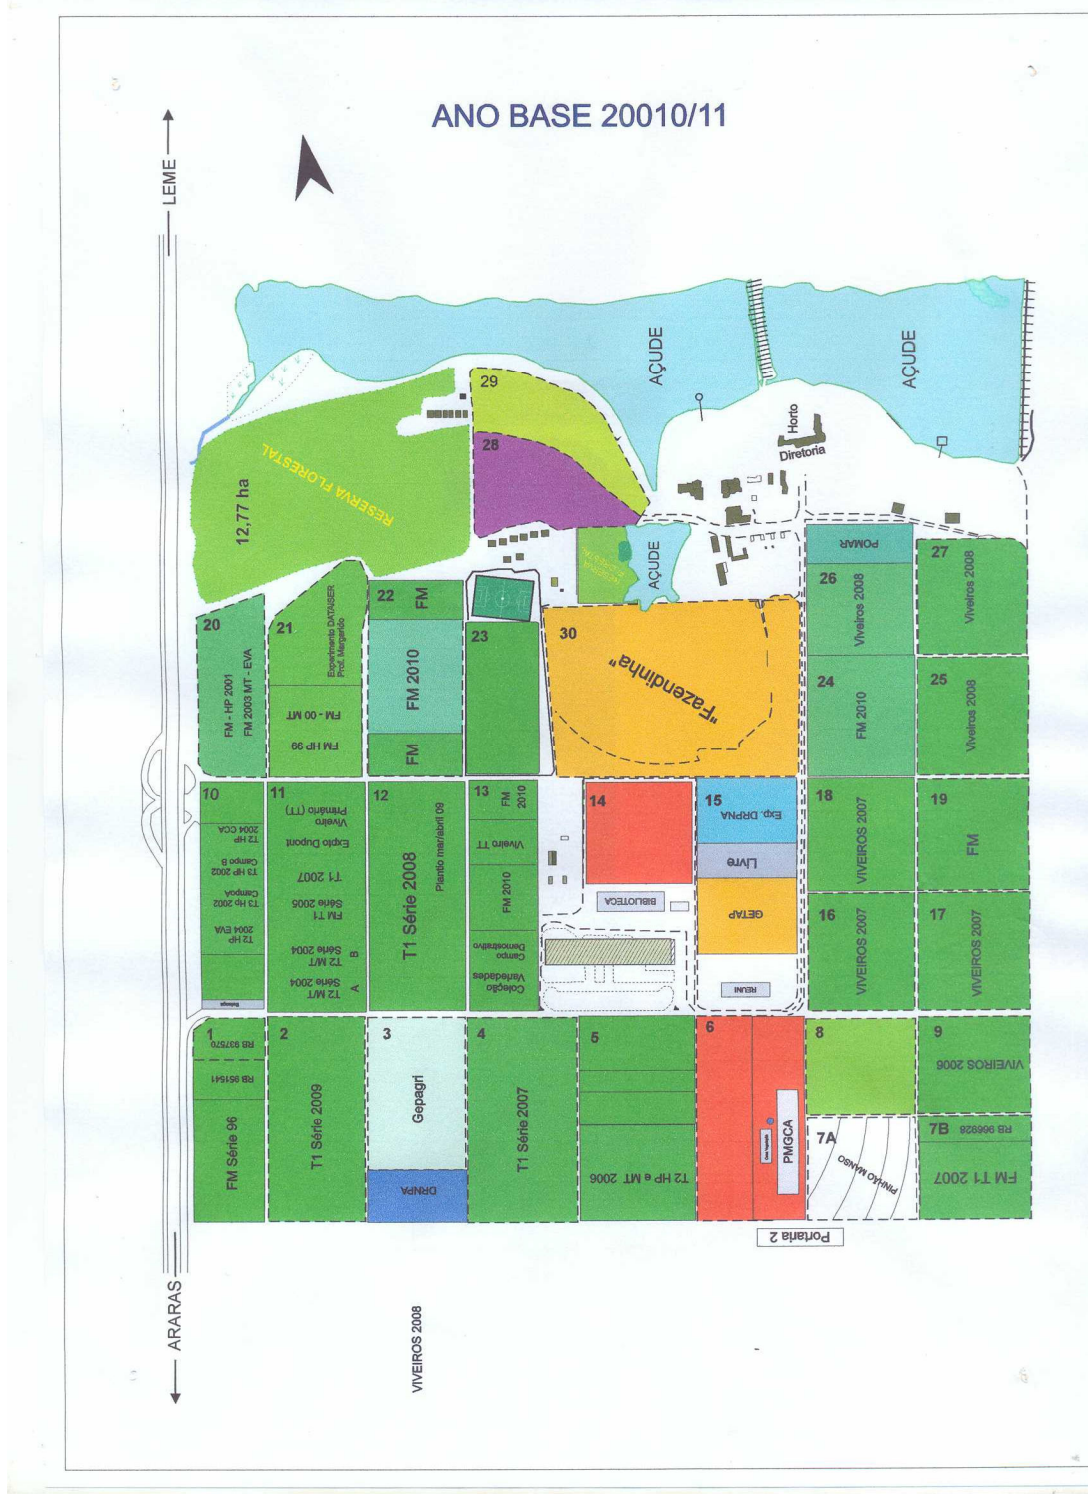 ANO BASE 20010/11
LEME
AÇUDE
AÇUDE
29
28
RESERVA FLORESTAL
12,77 ha
Horto
Diretoria
AÇUDE
POMAR
27
Viveiros 2008
26
Viveiros 2008
20
FM - HP 2001
FM 2003 MT - EVA
21
Experimento DATAISER
Prof. Margarido
FM - 00 MT
FM HP 99
22
FM
FM 2010
FM
23
30
"Fazendinha"
24
FM 2010
25
Viveiros 2008
10
T2 HP
2004 CCA
T3 HP 2002
Campo B
T3 Hp 2002
CampoA
T2 HP
2004 EVA
11
Viveiro
Primário (TT)
Explo Dupont
T1 2007
FM T1
Série 2005
T2 M/T
Série 2004
B
T2 M/T
Série 2004
A
12
T1 Série 2008
Plantio mar/abril 09
13
FM
2010
Viveiro TT
FM 2010
Campo
Demostrativo
Coleção
Variedades
14
BIBLIOTECA
15
Exp. DRPNA
Livre
GETAP
REUNI
18
VIVEIROS 2007
19
FM
16
VIVEIROS 2007
17
VIVEIROS 2007
1
RB 937570
RB 951541
FM Série 96
2
T1 Série 2009
3
Gepagri
DRNPA
4
T1 Série 2007
5
T2 HP e MT 2006
6
PMGCA
8
9
VIVEIROS 2006
7A
PINHÃO MANSO
7B
RB 966928
FM T1 2007
Portaria 2
ARARAS
VIVEIROS 2008